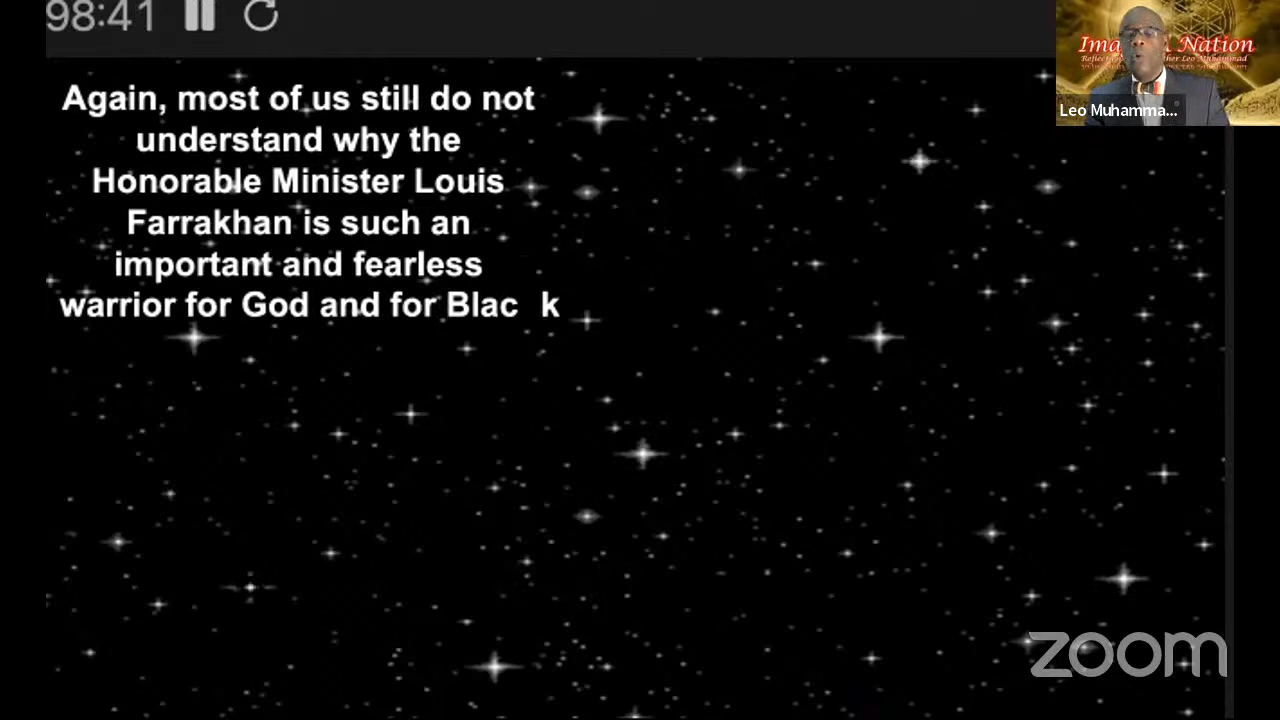 98:41
Again, most of us still do not
understand why the
Honorable Minister Louis
Farrakhan is such an
important and fearless
warrior for God and for Blac k
Nation
Leo Muhamma...
zoom